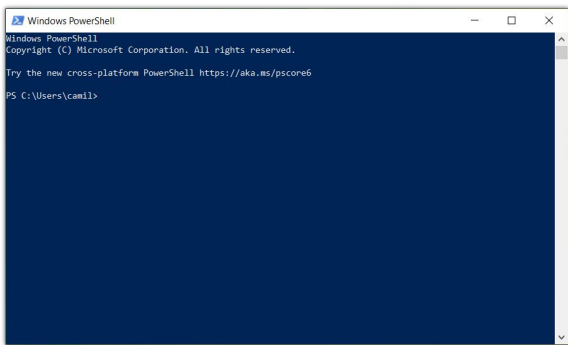 Windows PowerShell
Windows PowerShell
Copyright (C) Microsoft Corporation. All rights reserved.
Try the new cross-platform PowerShell https://aka.ms/pscore6
PS C:\Users\camil>